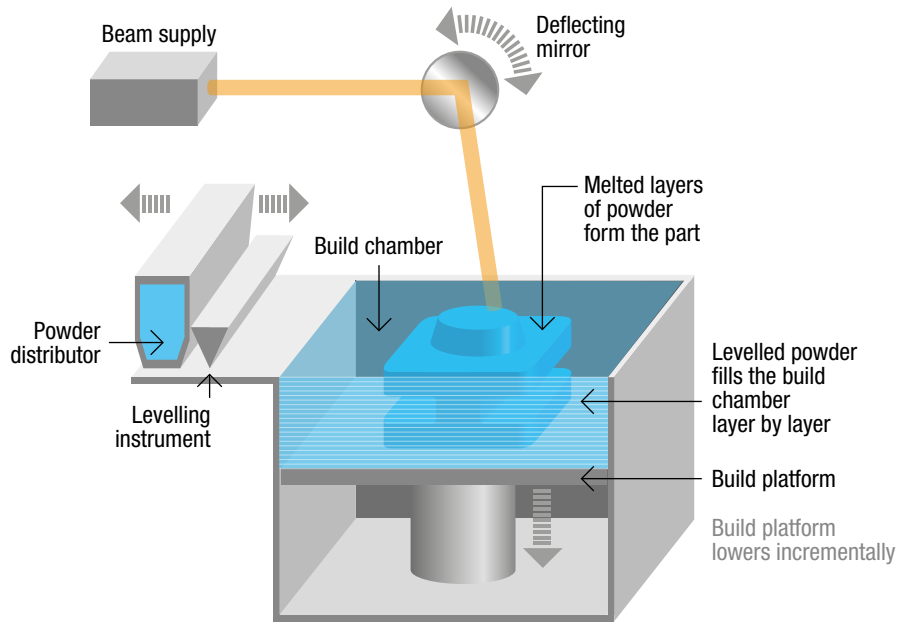 Beam supply
Deflecting
mirror
Melted layers
of powder
form the part
Build chamber
Powder
distributor
Levelling
instrument
Levelled powder
fills the build
chamber
layer by layer
Build platform
Build platform
lowers incrementally